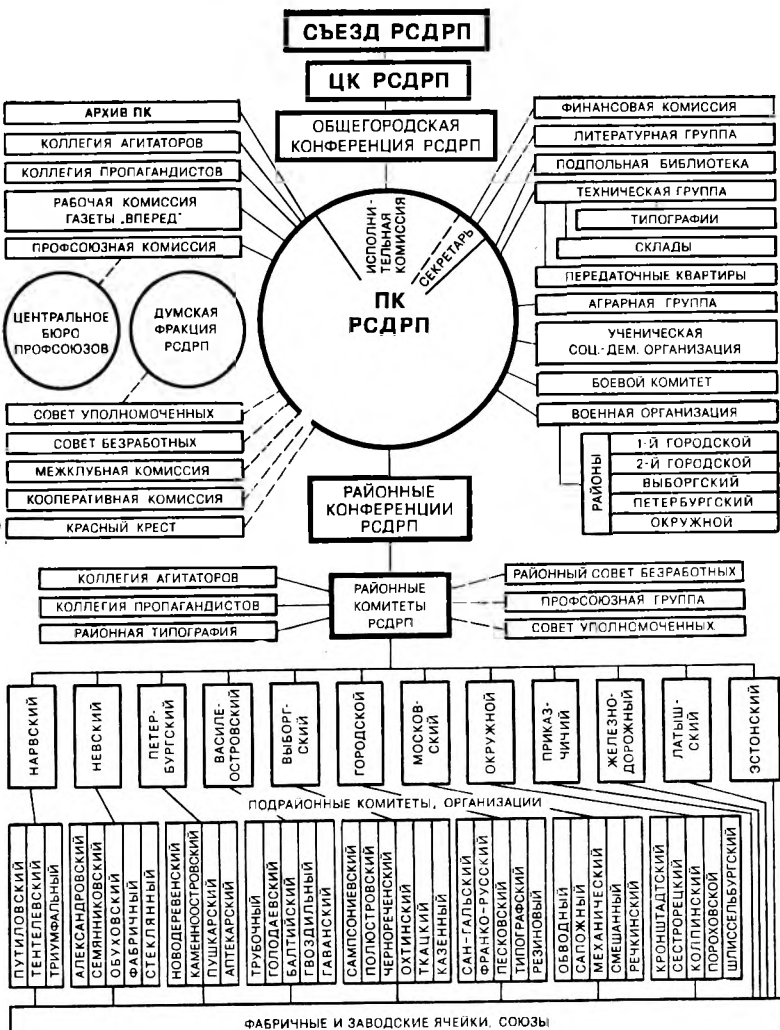 СЪЕЗД РСДРП
ЦК РСДРП
ОБЩЕГОРОДСКАЯ
КОНФЕРЕНЦИЯ РСДРП
АРХИВ ПК
КОЛЛЕГИЯ АГИТАТОРОВ
КОЛЛЕГИЯ ПРОПАГАНДИСТОВ
РАБОЧАЯ КОМИССИЯ
ГАЗЕТЫ „ВПЕРЕД"
ПРОФСОЮЗНАЯ КОМИССИЯ
ЦЕНТРАЛЬНОЕ
БЮРО
ПРОФСОЮЗОВ
ДУМСКАЯ
ФРАКЦИЯ
РСДРП
СОВЕТ УПОЛНОМОЧЕННЫХ
СОВЕТ БЕЗРАБОТНЫХ
МЕЖКЛУБНАЯ КОМИССИЯ
КООПЕРАТИВНАЯ КОМИССИЯ
КРАСНЫЙ КРЕСТ
ИСПОЛНИ-
ТЕЛЬНАЯ
КОМИССИЯ
СЕКРЕТАРЬ
ПК
РСДРП
ФИНАНСОВАЯ КОМИССИЯ
ЛИТЕРАТУРНАЯ ГРУППА
ПОДПОЛЬНАЯ БИБЛИОТЕКА
ТЕХНИЧЕСКАЯ ГРУППА
ТИПОГРАФИИ
СКЛАДЫ
ПЕРЕДАТОЧНЫЕ КВАРТИРЫ
АГРАРНАЯ ГРУППА
УЧЕНИЧЕСКАЯ
СОЦ.-ДЕМ. ОРГАНИЗАЦИЯ
БОЕВОЙ КОМИТЕТ
ВОЕННАЯ ОРГАНИЗАЦИЯ
РАЙОНЫ
1-Й ГОРОДСКОЙ
2-Й ГОРОДСКОЙ
ВЫБОРГСКИЙ
ПЕТЕРБУРГСКИЙ
ОКРУЖНОЙ
РАЙОННЫЕ
КОНФЕРЕНЦИИ
РСДРП
КОЛЛЕГИЯ АГИТАТОРОВ
КОЛЛЕГИЯ ПРОПАГАНДИСТОВ
РАЙОННАЯ ТИПОГРАФИЯ
РАЙОННЫЕ
КОМИТЕТЫ
РСДРП
РАЙОННЫЙ СОВЕТ БЕЗРАБОТНЫХ
ПРОФСОЮЗНАЯ ГРУППА
СОВЕТ УПОЛНОМОЧЕННЫХ
НАРВСКИЙ
НЕВСКИЙ
ПЕТЕР-
БУРГСКИЙ
ВАСИЛЕ-
ОСТРОВСКИЙ
ВЫБОРГ-
СКИЙ
ГОРОДСКОЙ
МОСКОВ-
СКИЙ
ОКРУЖНОЙ
ПРИКАЗ-
ЧИЧИЙ
ЖЕЛЕЗНО-
ДОРОЖНЫЙ
ЛАТЫШ-
СКИЙ
ЭСТОНСКИЙ
ПОДРАЙОННЫЕ КОМИТЕТЫ, ОРГАНИЗАЦИИ
ПУТИЛОВСКИЙ
ТЕНТЕЛЕВСКИЙ
ТРИУМФАЛЬНЫЙ
АЛЕКСАНДРОВСКИЙ
СЕМЯННИКОВСКИЙ
ОБУХОВСКИЙ
ФАБРИЧНЫЙ
СТЕКЛЯННЫЙ
НОВОДЕРЕВЕНСКИЙ
КАМЕННООСТРОВСКИЙ
ПУШКАРСКИЙ
АПТЕКАРСКИЙ
ТРУБОЧНЫЙ
ГОЛОДАЕВСКИЙ
БАЛТИЙСКИЙ
ГВОЗДИЛЬНЫЙ
ГАВАНСКИЙ
САМПСОНИЕВСКИЙ
ПОЛЮСТРОВСКИЙ
ЧЕРНОРЕЧЕНСКИЙ
ОХТИНСКИЙ
ТКАЦКИЙ
КАЗЕННЫЙ
САН-ГАЛЬСКИЙ
ФРАНКО-РУССКИЙ
ПЕСКОВСКИЙ
ТИПОГРАФСКИЙ
РЕЗИНОВЫЙ
ОБВОДНЫЙ
САПОЖНЫЙ
МЕХАНИЧЕСКИЙ
СМЕШАННЫЙ
РЕЧКИНСКИЙ
КРОНШТАДТСКИЙ
СЕСТРОРЕЦКИЙ
КОЛПИНСКИЙ
ПОРОХОВСКОЙ
ШЛИССЕЛЬБУРГСКИЙ
ФАБРИЧНЫЕ И ЗАВОДСКИЕ ЯЧЕЙКИ, СОЮЗЫ